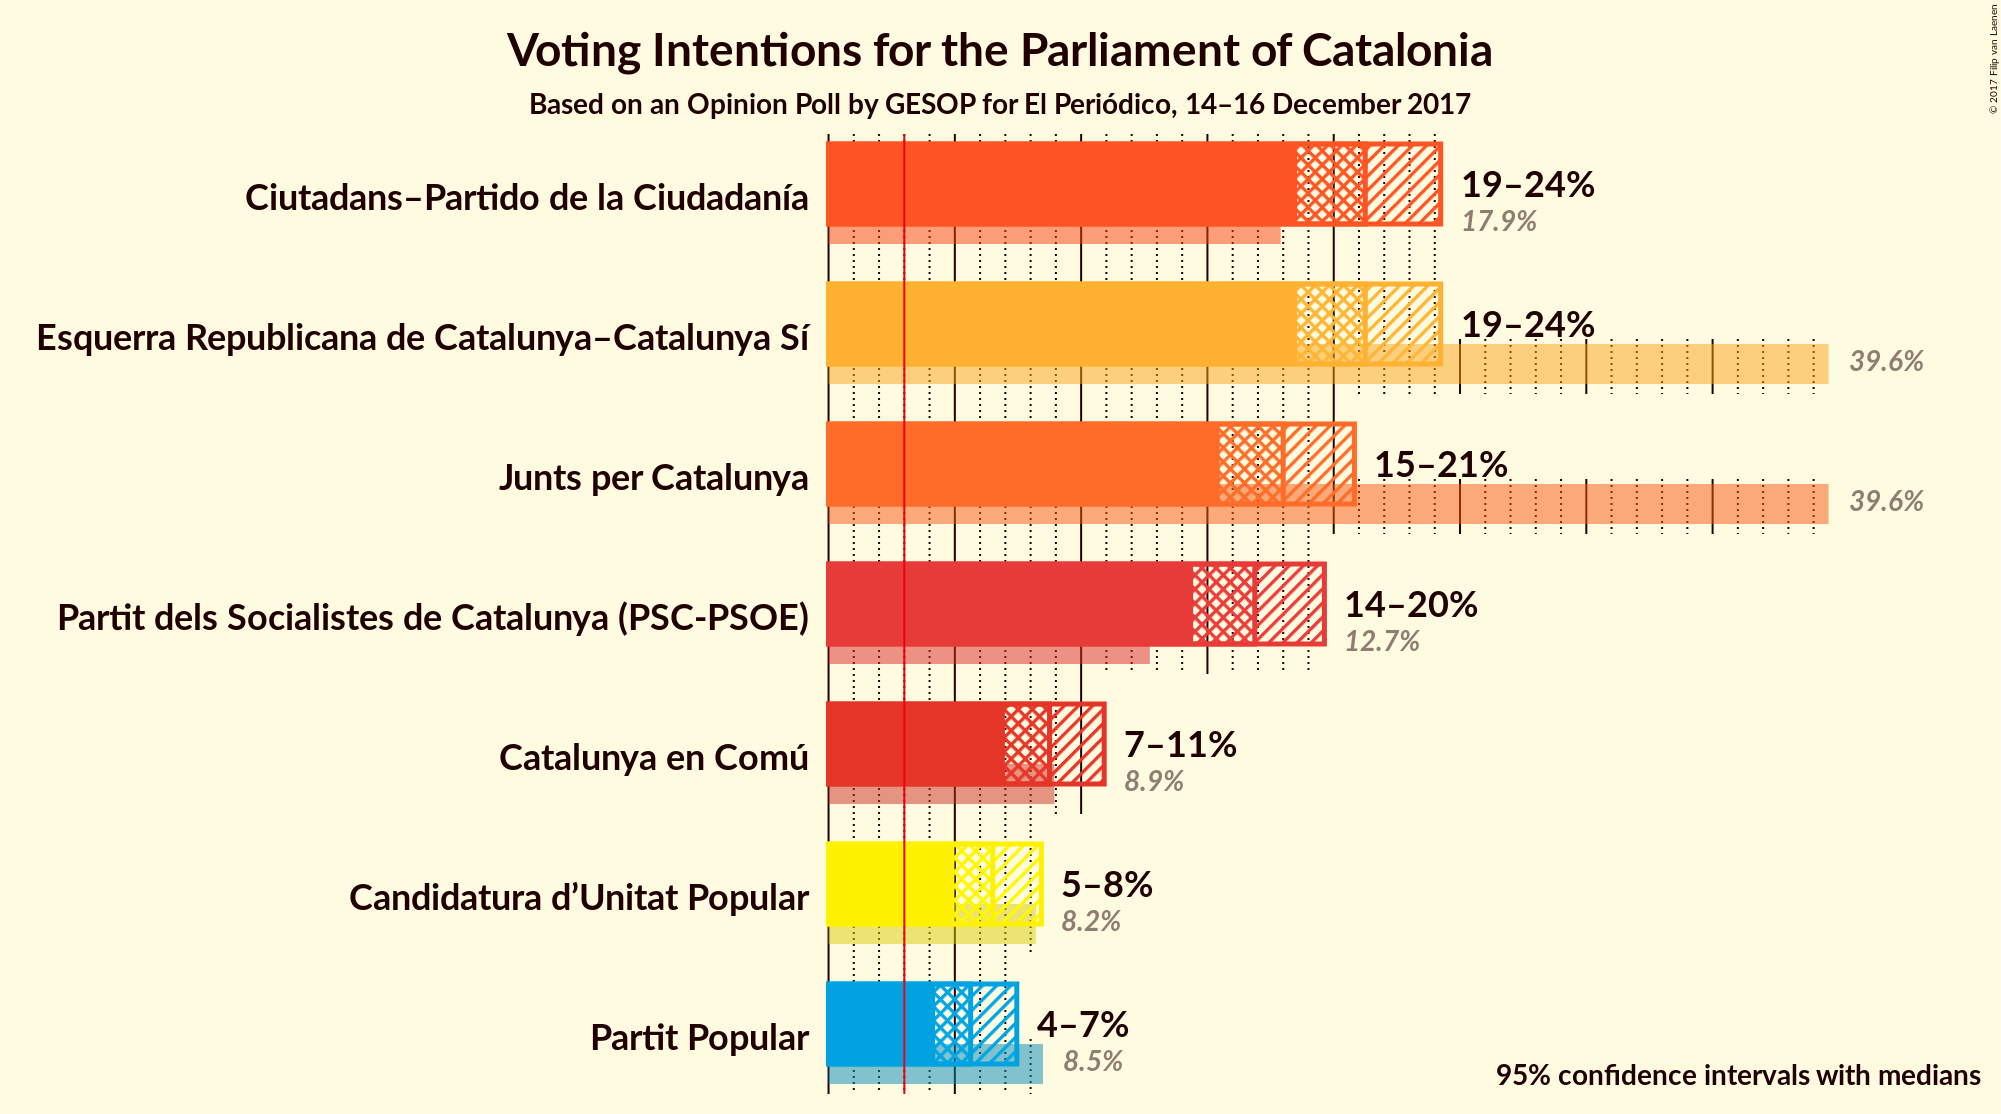 Voting Intentions for the Parliament of Catalonia
Based on an Opinion Poll by GESOP for El Periódico, 14–16 December 2017
© 2017 Filip van Laenen
Ciutadans–Partido de la Ciudadanía
19–24%
17.9%
Esquerra Republicana de Catalunya–Catalunya Sí
19–24%
39.6%
Junts per Catalunya
15–21%
39.6%
Partit dels Socialistes de Catalunya (PSC-PSOE)
14–20%
12.7%
Catalunya en Comú
7–11%
8.9%
Candidatura d’Unitat Popular
5–8%
8.2%
Partit Popular
4–7%
8.5%
95% confidence intervals with medians